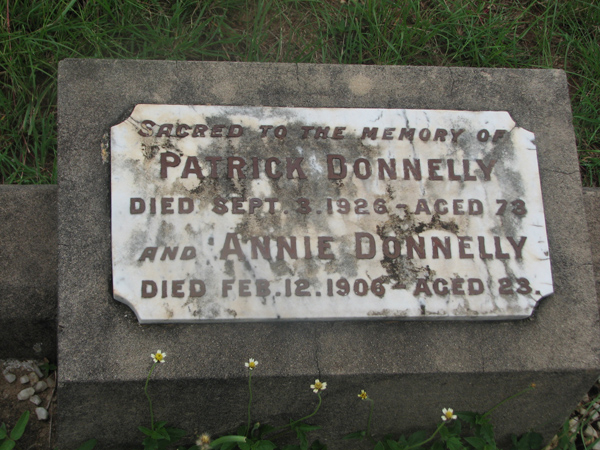 SACRED TO THE MEMORY OF
PATRICK DONNELLY
DIED SEPT. 3. 1926 - AGED 73
AND ANNIE DONNELLY
DIED FEB. 12. 1906 - AGED 23.